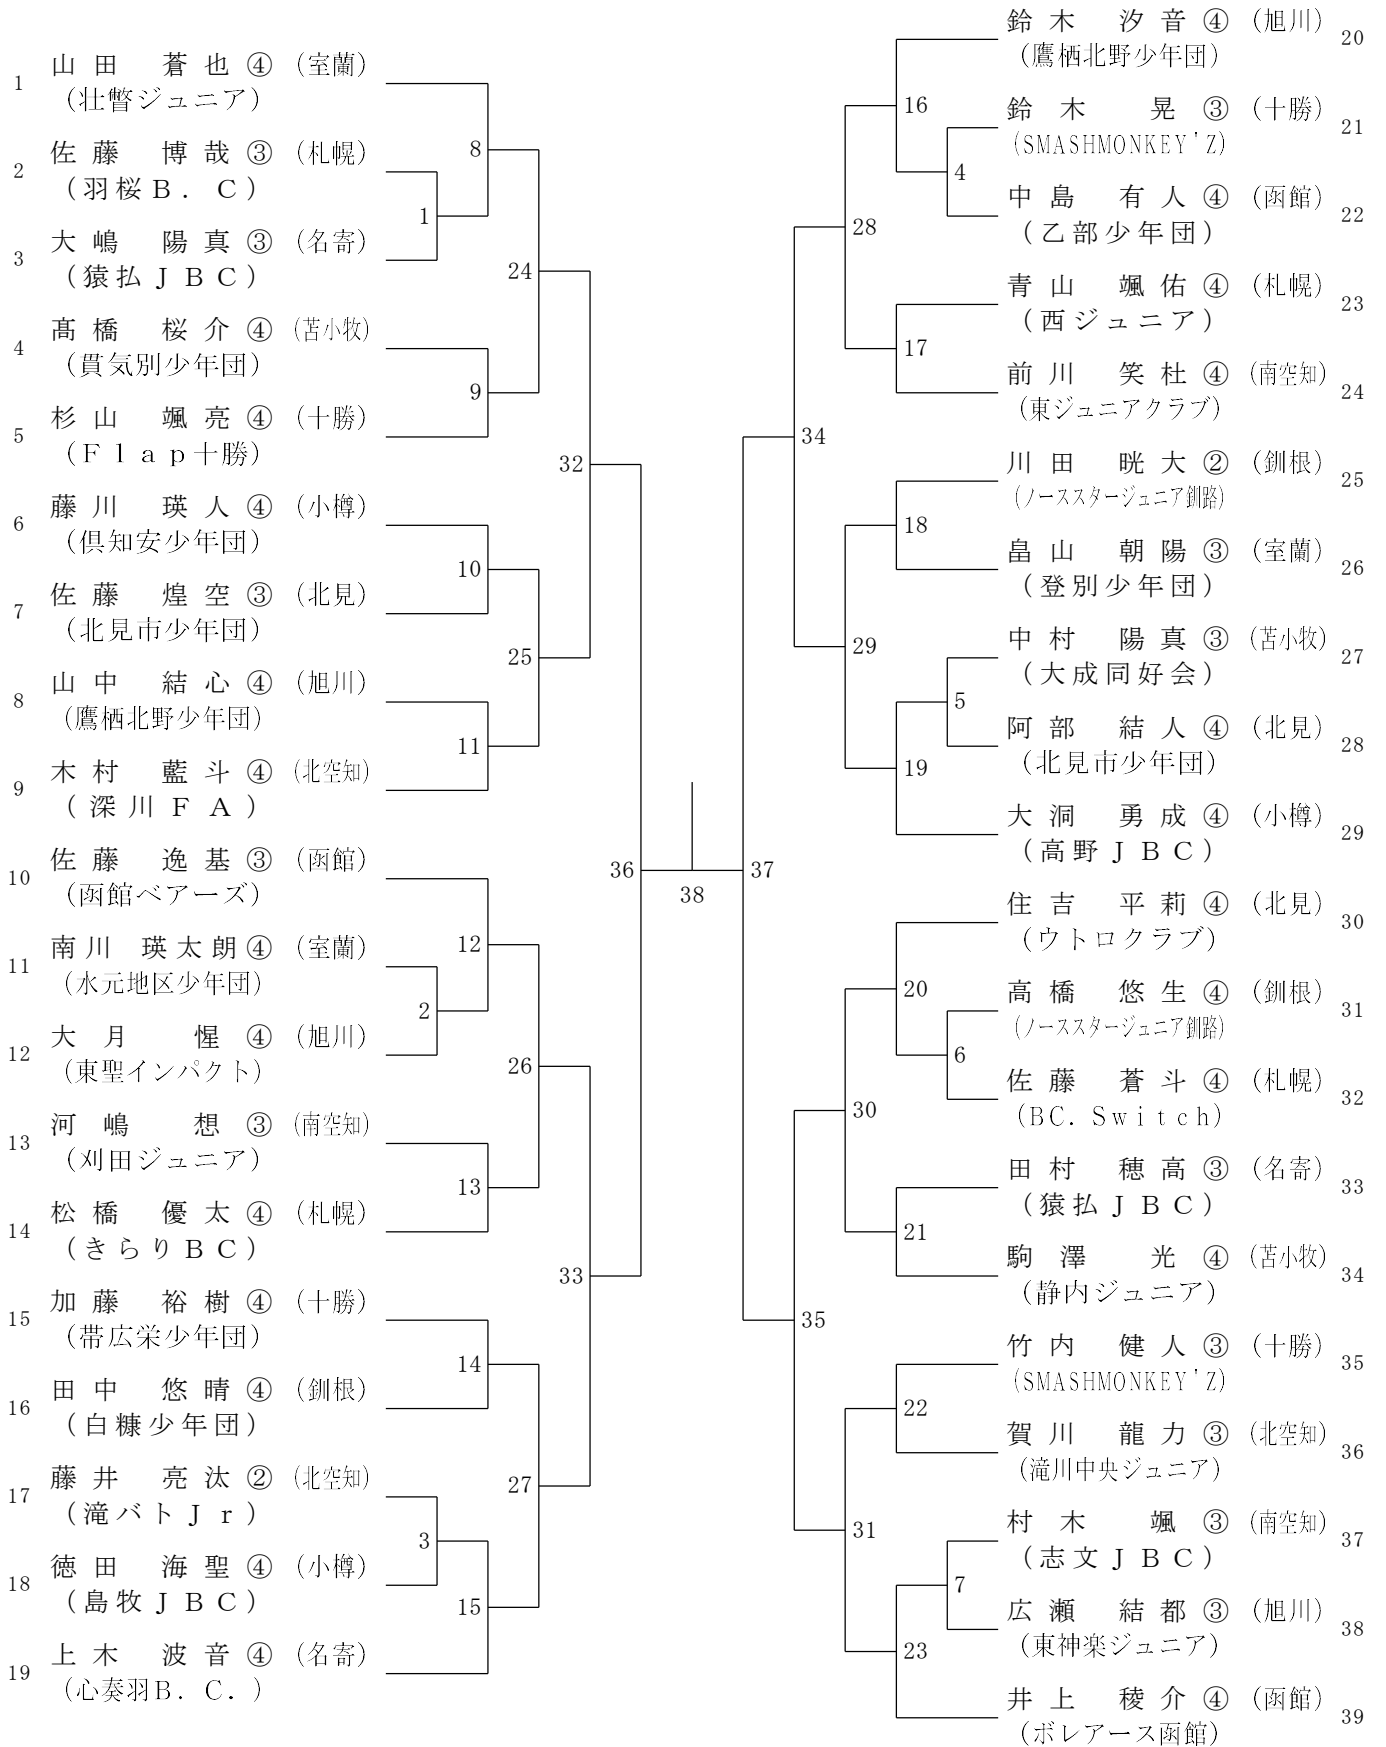 1 山田 蒼也④(室蘭)
(壮瞥ジュニア)
2 佐藤 博哉③(札幌)
(羽桜B.C)
3 大嶋 陽真③(名寄)
(猿払JBC)
4 髙橋 桜介④(苫小牧)
(貫気別少年団)
5 杉山 颯亮④(十勝)
(Flap十勝)
6 藤川 瑛人④(小樽)
(倶知安少年団)
7 佐藤 煌空③(北見)
(北見市少年団)
8 山中 結心④(旭川)
(鷹栖北野少年団)
9 木村 藍斗④(北空知)
(深川FA)
10 佐藤 逸基③(函館)
(函館ベアーズ)
11 南川 瑛太朗④(室蘭)
(水元地区少年団)
12 大月 惺④(旭川)
(東聖インパクト)
13 河嶋 想③(南空知)
(刈田ジュニア)
14 松橋 優太④(札幌)
(きらりBC)
15 加藤 裕樹④(十勝)
(帯広栄少年団)
16 田中 悠晴④(釧根)
(白糠少年団)
17 藤井 亮汰②(北空知)
(滝バトJr)
18 徳田 海聖④(小樽)
(島牧JBC)
19 上木 波音④(名寄)
(心奏羽B.C.)
8
1
24
9
32
10
25
11
36
12
2
26
13
33
14
27
3
15
38
37
16
4
28
17
34
18
29
5
19
20
6
30
21
35
22
31
7
23
鈴木 汐音④(旭川) 20
(鷹栖北野少年団)
鈴木 晃③(十勝) 21
(SMASHMONKEY'Z)
中島 有人④(函館) 22
(乙部少年団)
青山 颯佑④(札幌) 23
(西ジュニア)
前川 笑杜④(南空知) 24
(東ジュニアクラブ)
川田 晄大②(釧根) 25
(ノーススタージュニア釧路)
畠山 朝陽③(室蘭) 26
(登別少年団)
中村 陽真③(苫小牧) 27
(大成同好会)
阿部 結人④(北見) 28
(北見市少年団)
大洞 勇成④(小樽) 29
(高野JBC)
住吉 平莉④(北見) 30
(ウトロクラブ)
高橋 悠生④(釧根) 31
(ノーススタージュニア釧路)
佐藤 蒼斗④(札幌) 32
(BC.Switch)
田村 穂高③(名寄) 33
(猿払JBC)
駒澤 光④(苫小牧) 34
(静内ジュニア)
竹内 健人③(十勝) 35
(SMASHMONKEY'Z)
賀川 龍力③(北空知) 36
(滝川中央ジュニア)
村木 颯③(南空知) 37
(志文JBC)
広瀬 結都③(旭川) 38
(東神楽ジュニア)
井上 稜介④(函館) 39
(ボレアース函館)